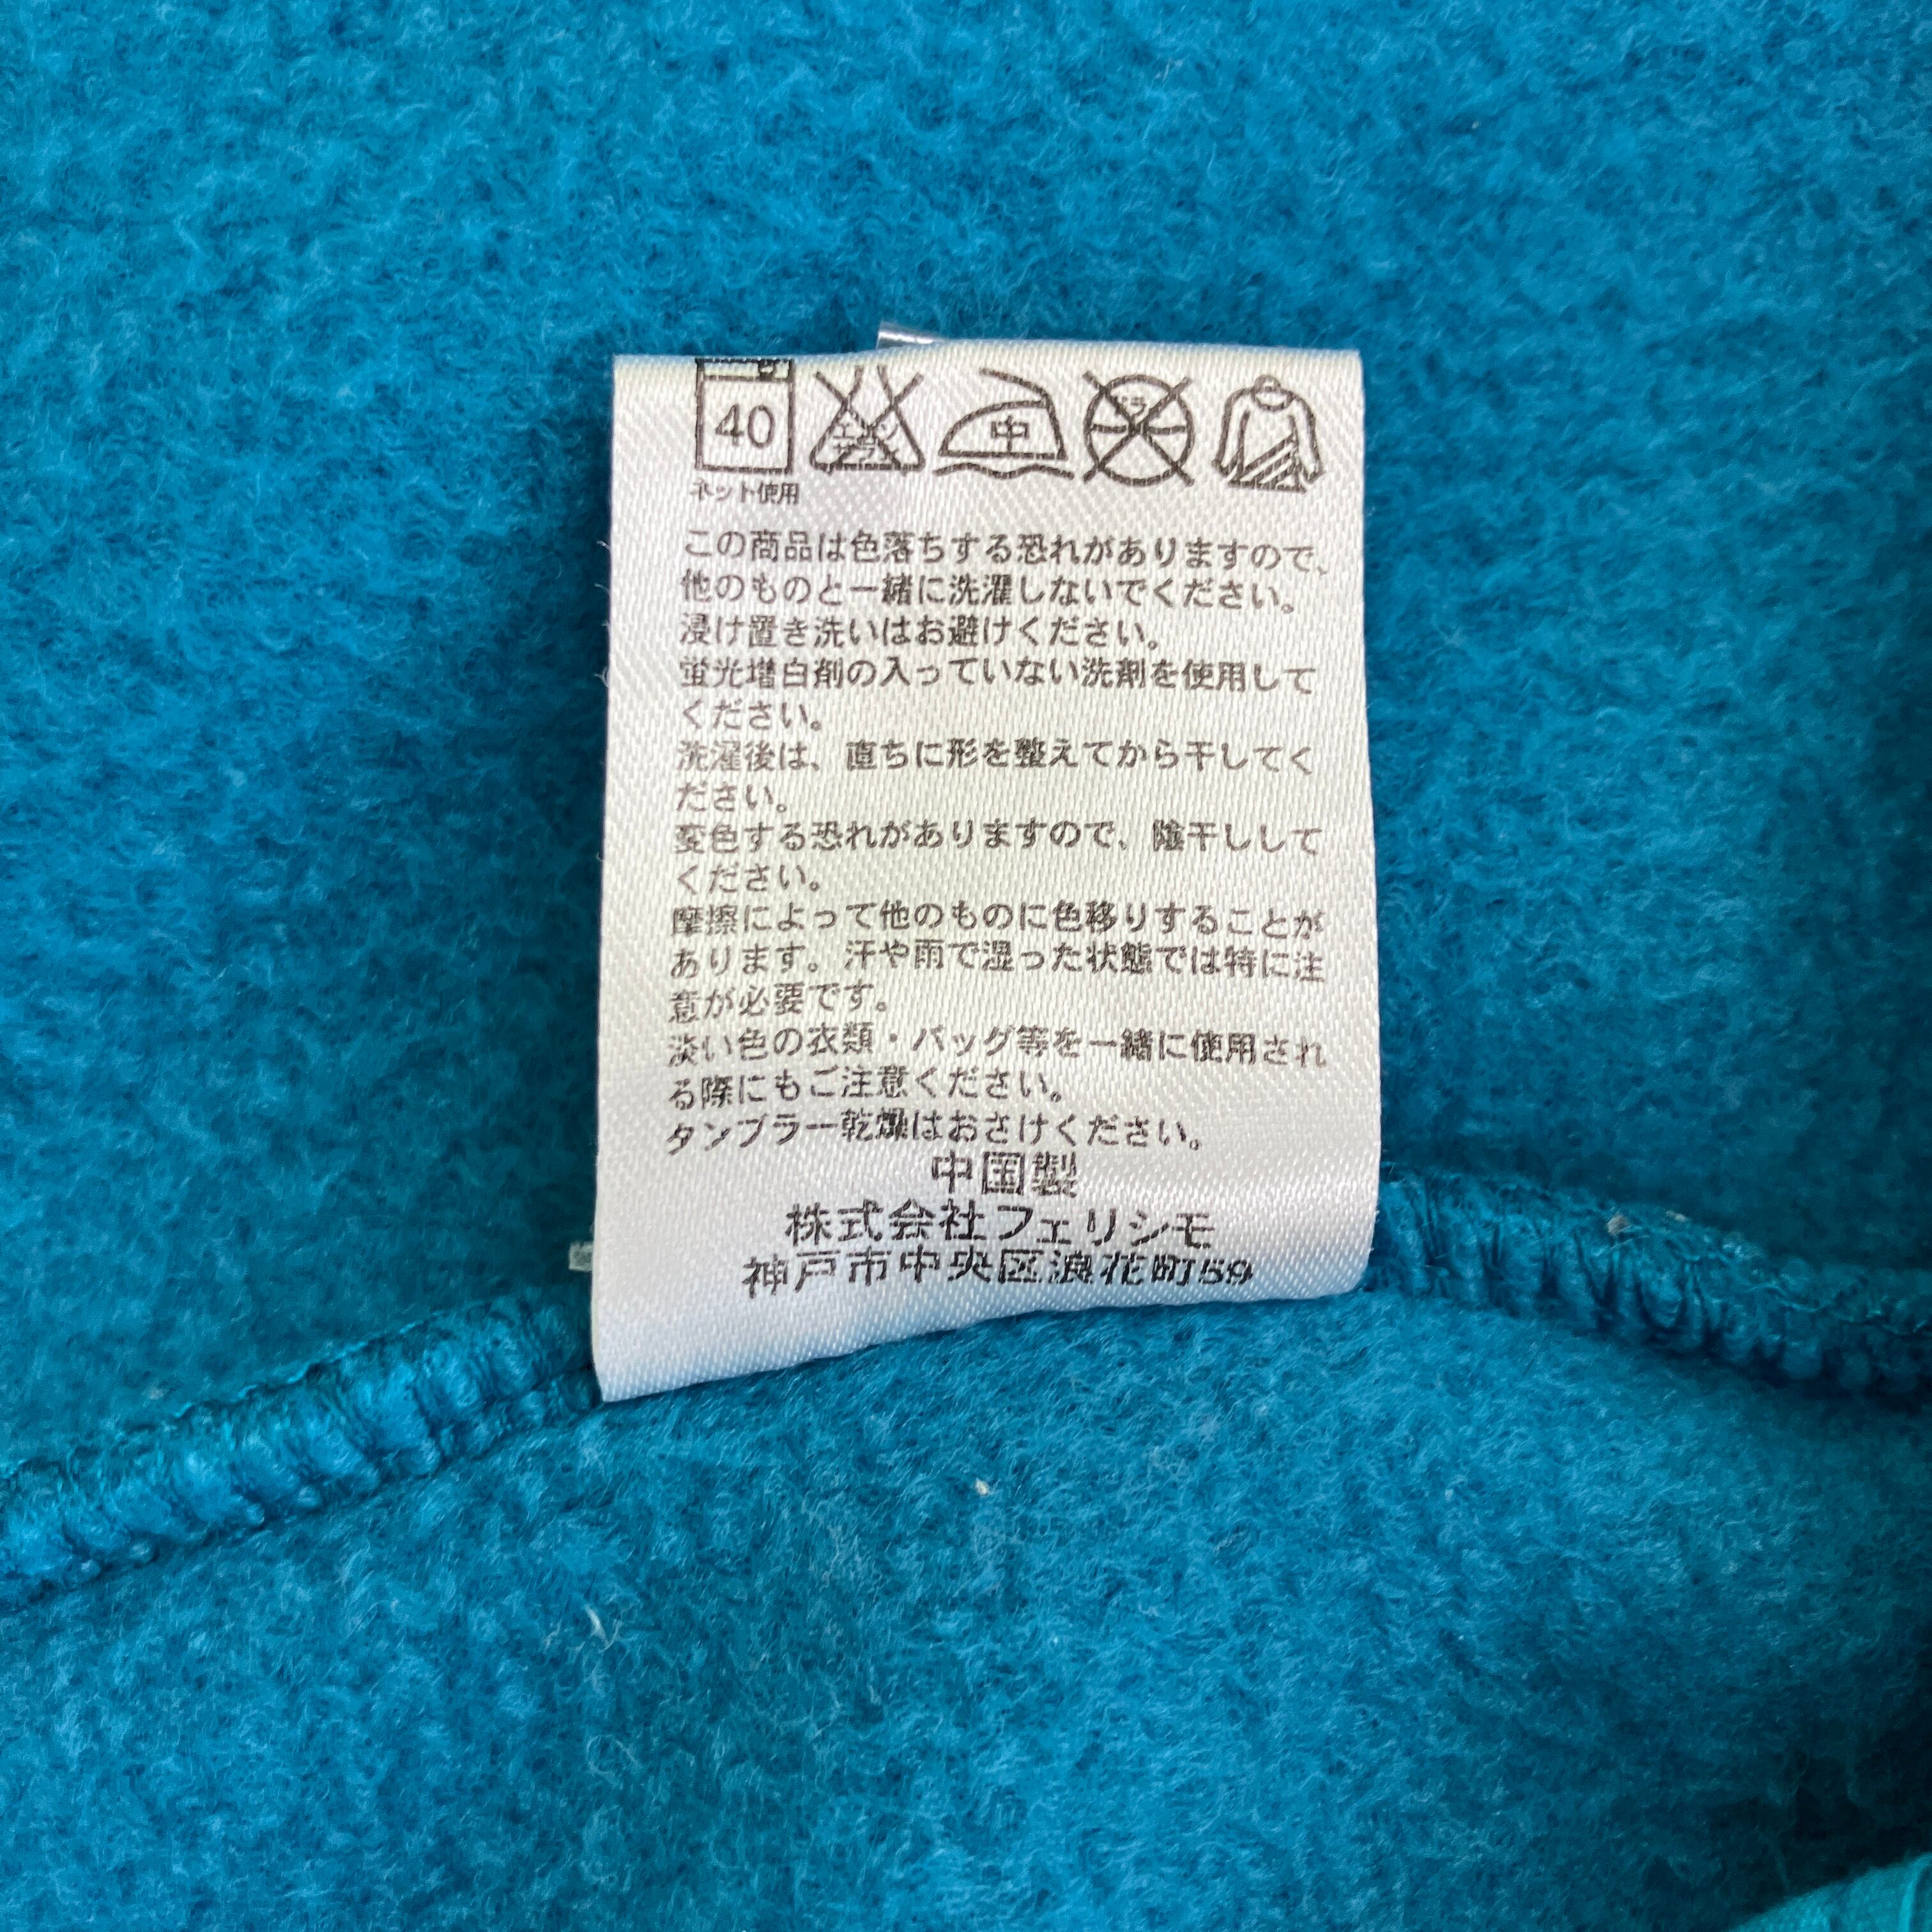 40
エンソ
サラシ
中
ドライ
ネット使用
この商品は色落ちする恐れがありますので、
他のものと一緒に洗濯しないでください。
浸け置き洗いはお避けください。
蛍光増白剤の入っていない洗剤を使用して
ください。
洗濯後は、直ちに形を整えてから干してく
ださい。
変色する恐れがありますので、陰干しして
ください。
摩擦によって他のものに色移りすることが
あります。汗や雨で湿った状態では特に注
意が必要です。
淡い色の衣類・バッグ等を一緒に使用され
る際にもご注意ください。
タンブラー乾燥はおさけください。
中国製
株式会社フェリシモ
神戸市中央区浪花町59